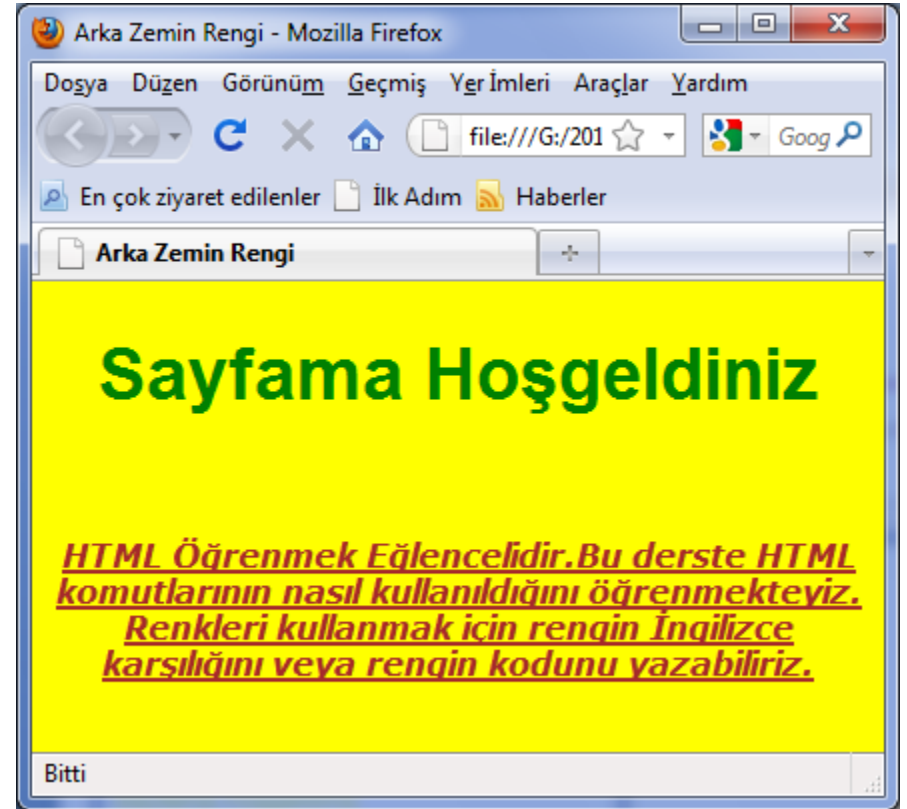 Arka Zemin Rengi - Mozilla Firefox
Dosya Düzen Görünüm Geçmiş Yer İmleri Araçlar Yardım
file:///G:/201 Goog
En çok ziyaret edilenler İlk Adım Haberler
Arka Zemin Rengi
Sayfama Hoşgeldiniz
HTML Öğrenmek Eğlencelidir.Bu derste HTML
komutlarının nasıl kullanıldığını öğrenmekteyiz.
Renkleri kullanmak için rengin İngilizce
karşılığını veya rengin kodunu yazabiliriz.
Bitti